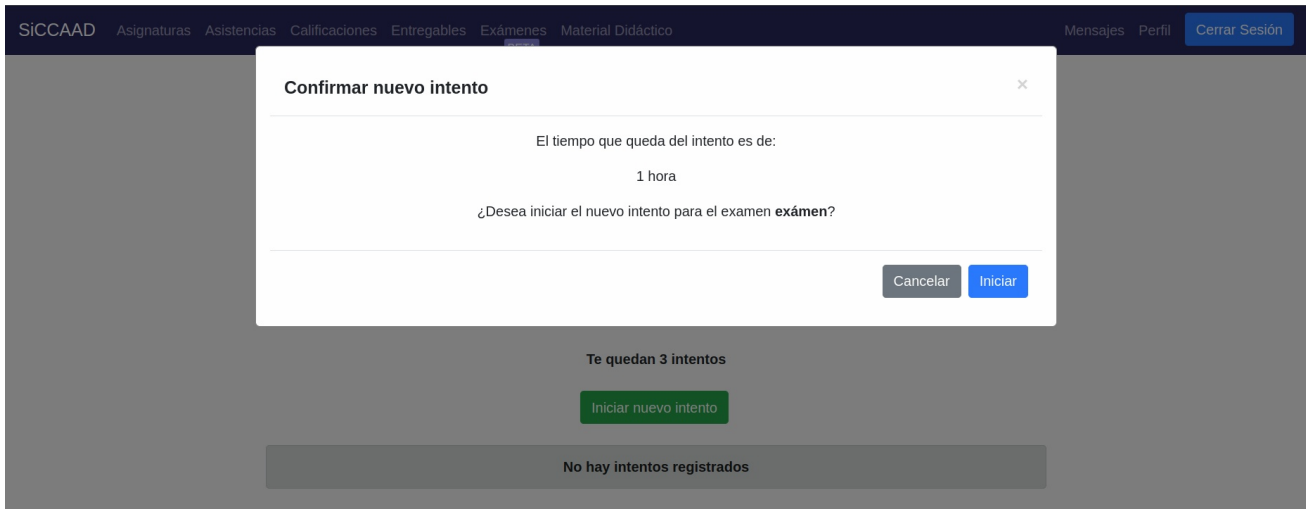 SiCCAAD Asignaturas Asistencias Calificaciones Entregables Exámenes Material Didáctico Mensajes Perfil Cerrar Sesión
Confirmar nuevo intento ×
El tiempo que queda del intento es de:
1 hora
¿Desea iniciar el nuevo intento para el examen exámen?
Cancelar Iniciar
Te quedan 3 intentos
Iniciar nuevo intento
No hay intentos registrados